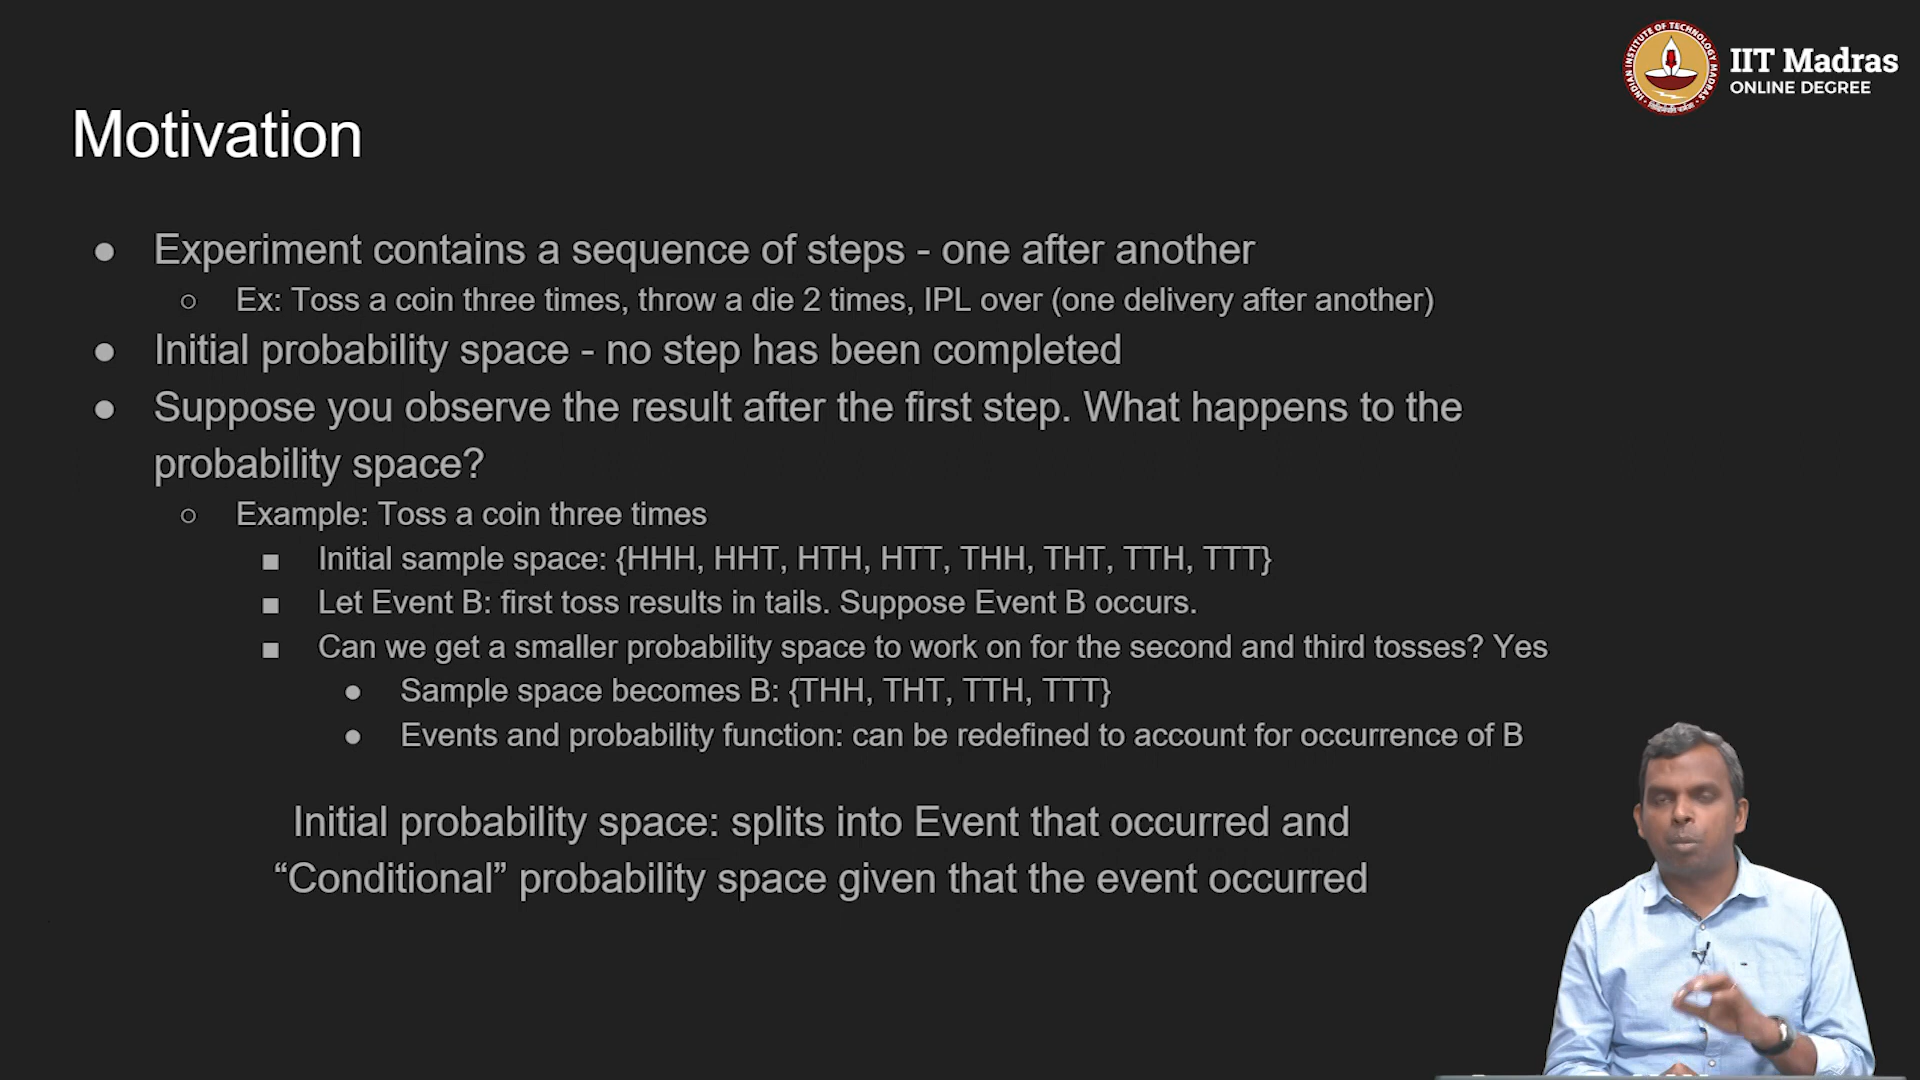 INDIAN INSTITUTE OF TECHNOLOGY MADRAS
IIT Madras
ONLINE DEGREE
Motivation
● Experiment contains a sequence of steps - one after another
○ Ex: Toss a coin three times, throw a die 2 times, IPL over (one delivery after another)
● Initial probability space - no step has been completed
● Suppose you observe the result after the first step. What happens to the
probability space?
○ Example: Toss a coin three times
■ Initial sample space: {HHH, HHT, HTH, HTT, THH, THT, TTH, TTT}
■ Let Event B: first toss results in tails. Suppose Event B occurs.
■ Can we get a smaller probability space to work on for the second and third tosses? Yes
● Sample space becomes B: {THH, THT, TTH, TTT}
● Events and probability function: can be redefined to account for occurrence of B
Initial probability space: splits into Event that occurred and
“Conditional” probability space given that the event occurred